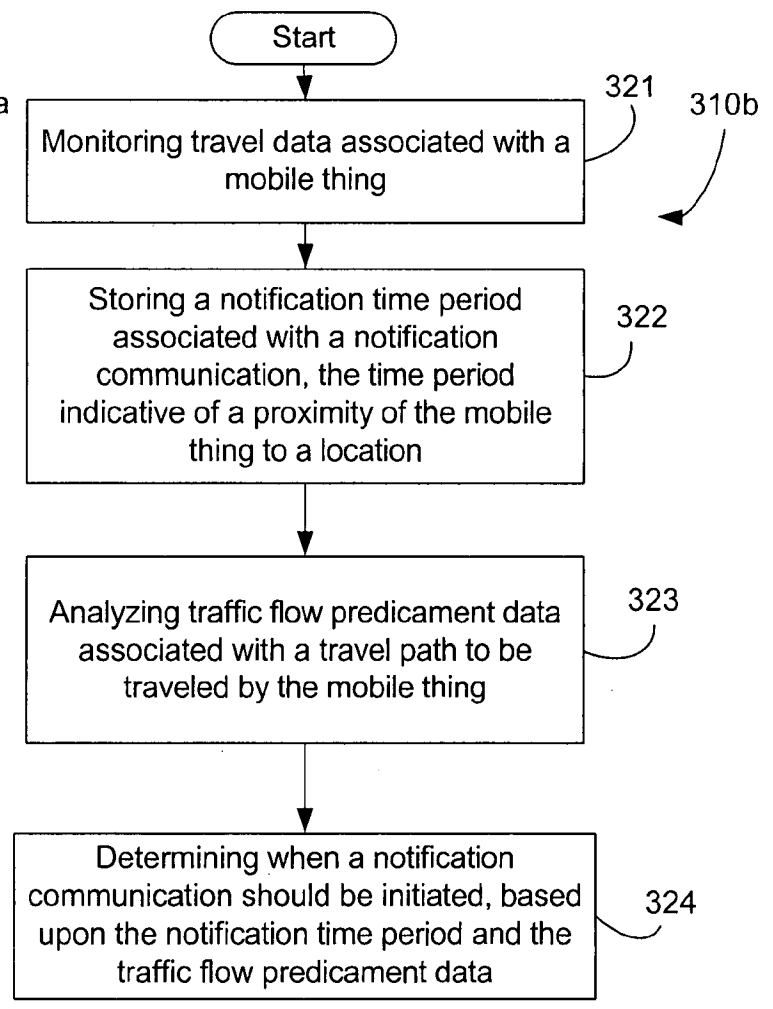 Start
a
321
310b
Monitoring travel data associated with a
mobile thing
Storing a notification time period
associated with a notification
communication, the time period
indicative of a proximity of the mobile
thing to a location
322
Analyzing traffic flow predicament data
associated with a travel path to be
traveled by the mobile thing
323
Determining when a notification
communication should be initiated, based
upon the notification time period and the
traffic flow predicament data
324